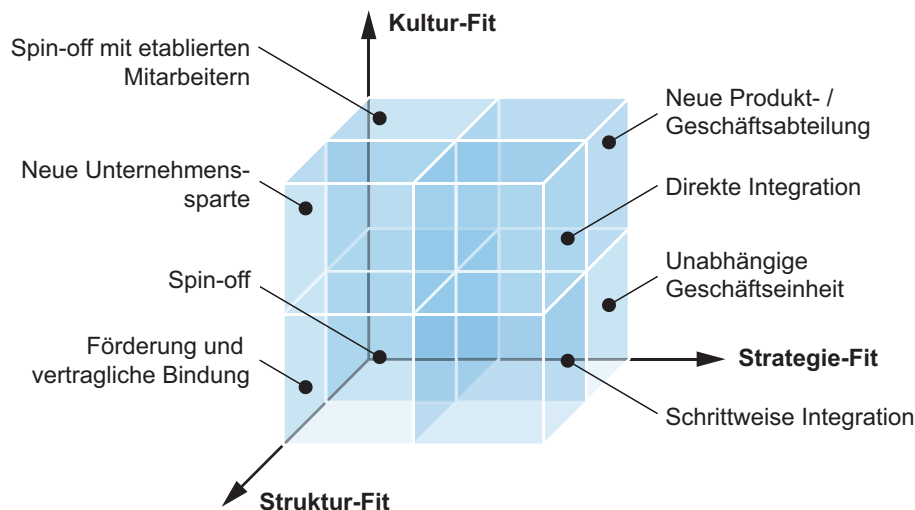 Kultur-Fit
Spin-off mit etablierten
Mitarbeitern
Neue Produkt- /
Geschäftsabteilung
Neue Unternehmens-
sparte
Direkte Integration
Spin-off
Unabhängige
Geschäftseinheit
Förderung und
vertragliche Bindung
Strategie-Fit
Schrittweise Integration
Struktur-Fit